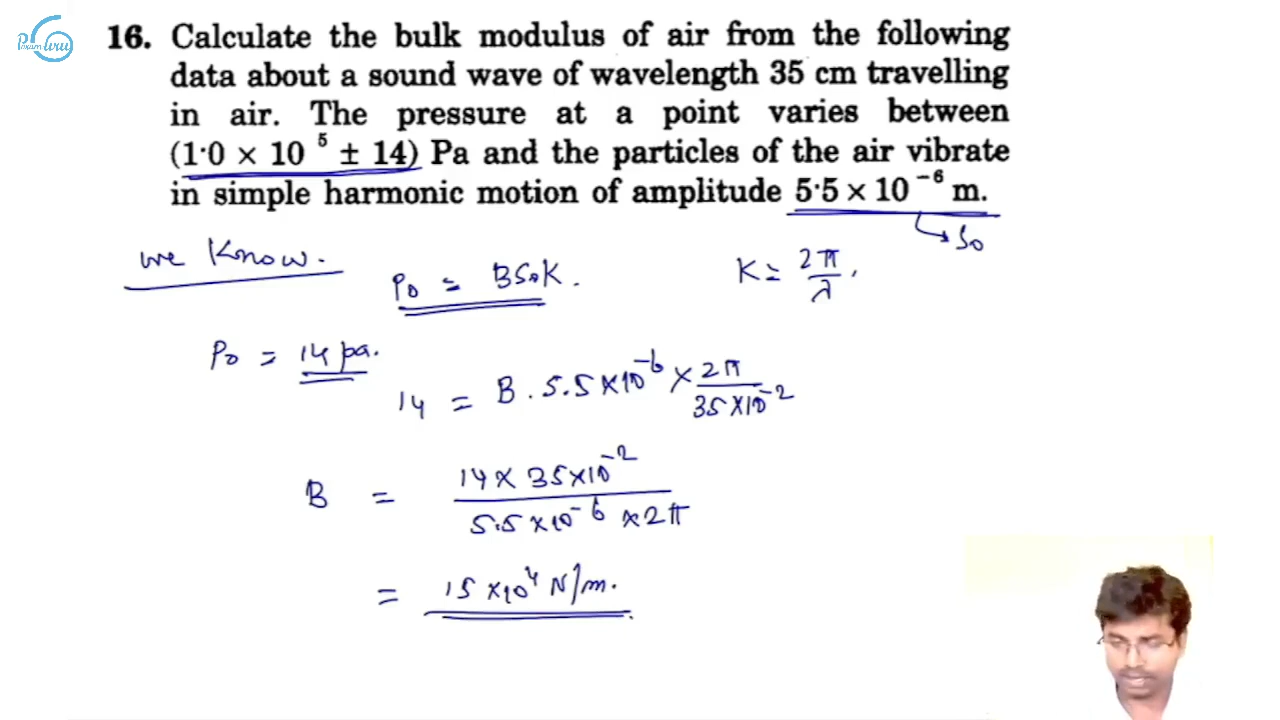 PokamGuru
16. Calculate the bulk modulus of air from the following
data about a sound wave of wavelength 35 cm travelling
in air. The pressure at a point varies between
(1·0 × 10 ⁵ ± 14) Pa and the particles of the air vibrate
in simple harmonic motion of amplitude 5·5 × 10 ⁻⁶ m.
S₀
we Know.
P₀ = BS₀K.
K = 2π/λ.
P₀ = 14 pa.
14 = B . 5.5 × 10⁻⁶ × 2π/35×10⁻²
B = 14 × 35×10⁻²/5.5×10⁻⁶ ×2π
= 15 ×10⁴ N/m.